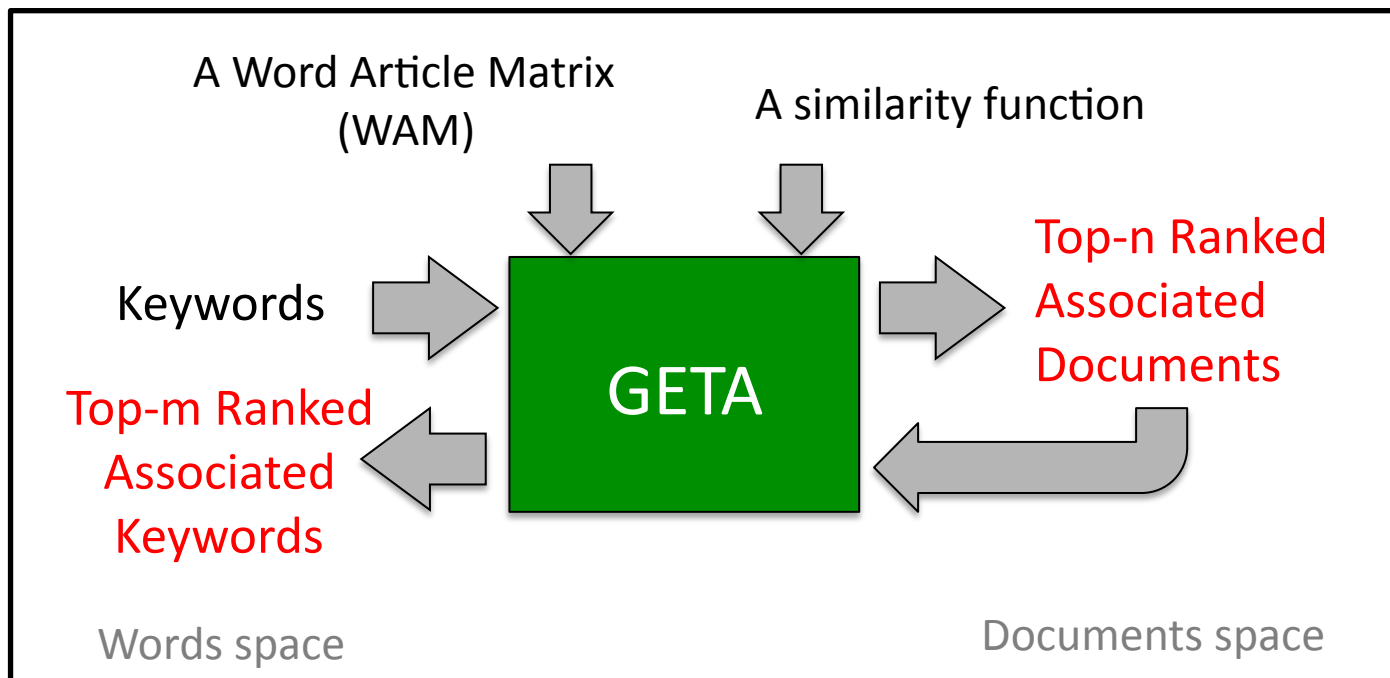 A Word Article Matrix
(WAM)
A similarity function
Keywords
Top-n Ranked
Associated
Documents
GETA
Top-m Ranked
Associated
Keywords
Words space
Documents space